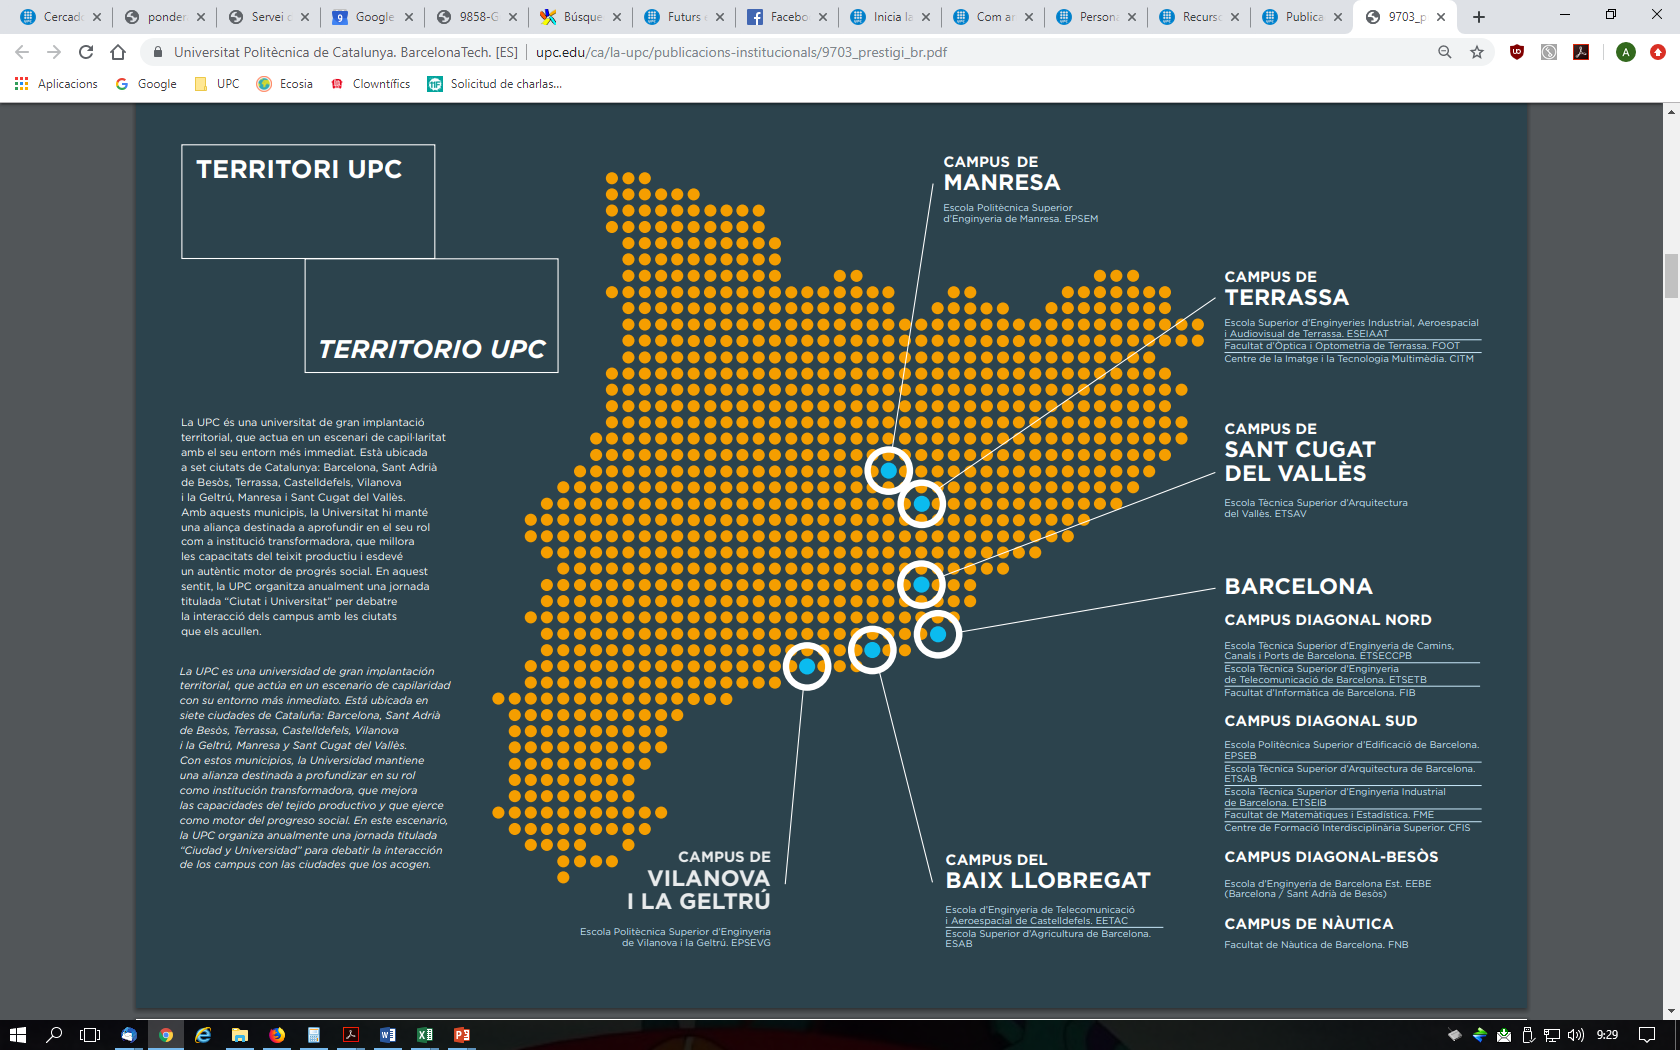 Cercado
ponder
Servei d
Google
9858-G
Búsque
Futurs
Facebo
Inicia la
Com ar
Persona
Recurso
Publica
9703_p
Universitat Politècnica de Catalunya. BarcelonaTech. [ES] | upc.edu/ca/la-upc/publicacions-institucionals/9703_prestigi_br.pdf
A
Aplicacions Google UPC Ecosia Clowntífics Solicitud de charlas...
TERRITORI UPC
TERRITORIO UPC
La UPC és una universitat de gran implantació
territorial, que actua en un escenari de capil·laritat
amb el seu entorn més immediat. Està ubicada
a set ciutats de Catalunya: Barcelona, Sant Adrià
de Besòs, Terrassa, Castelldefels, Vilanova
i la Geltrú, Manresa i Sant Cugat del Vallès.
Amb aquests municipis, la Universitat hi manté
una aliança destinada a aprofundir en el seu rol
com a institució transformadora, que millora
les capacitats del teixit productiu i esdevé
un autèntic motor de progrés social. En aquest
sentit, la UPC organitza anualment una jornada
titulada “Ciutat i Universitat” per debatre
la interacció dels campus amb les ciutats
que els acullen.
La UPC es una universidad de gran implantación
territorial, que actúa en un escenario de capilaridad
con su entorno más inmediato. Está ubicada en
siete ciudades de Cataluña: Barcelona, Sant Adrià
de Besòs, Terrassa, Castelldefels, Vilanova
i la Geltrú, Manresa y Sant Cugat del Vallès.
Con estos municipios, la Universidad mantiene
una alianza destinada a profundizar en su rol
como institución transformadora, que mejora
las capacidades del tejido productivo y que ejerce
como motor del progreso social. En este escenario,
la UPC organiza anualmente una jornada titulada
“Ciudad y Universidad” para debatir la interacción
de los campus con las ciudades que los acogen.
CAMPUS DE
MANRESA
Escola Politècnica Superior
d'Enginyeria de Manresa. EPSEM
CAMPUS DE
TERRASSA
Escola Superior d'Enginyeries Industrial, Aeroespacial
i Audiovisual de Terrassa. ESEIAAT
Facultat d'Òptica i Optometria de Terrassa. FOOT
Centre de la Imatge i la Tecnologia Multimèdia. CITM
CAMPUS DE
SANT CUGAT
DEL VALLÈS
Escola Tècnica Superior d'Arquitectura
del Vallès. ETSAV
BARCELONA
CAMPUS DIAGONAL NORD
Escola Tècnica Superior d'Enginyeria de Camins,
Canals i Ports de Barcelona. ETSECCPB
Escola Tècnica Superior d'Enginyeria
de Telecomunicació de Barcelona. ETSETB
Facultat d'Informàtica de Barcelona. FIB
CAMPUS DIAGONAL SUD
Escola Politècnica Superior d'Edificació de Barcelona.
EPSEB
Escola Tècnica Superior d'Arquitectura de Barcelona.
ETSAB
Escola Tècnica Superior d'Enginyeria Industrial
de Barcelona. ETSEIB
Facultat de Matemàtiques i Estadística. FME
Centre de Formació Interdisciplinària Superior. CFIS
CAMPUS DIAGONAL-BESÒS
Escola d'Enginyeria de Barcelona Est. EEBE
(Barcelona / Sant Adrià de Besòs)
CAMPUS DE NÀUTICA
Facultat de Nàutica de Barcelona. FNB
CAMPUS DE
VILANOVA
I LA GELTRÚ
Escola Politècnica Superior d'Enginyeria
de Vilanova i la Geltrú. EPSEVG
CAMPUS DEL
BAIX LLOBREGAT
Escola d'Enginyeria de Telecomunicació
i Aeroespacial de Castelldefels. EETAC
Escola Superior d'Agricultura de Barcelona.
ESAB
9:29